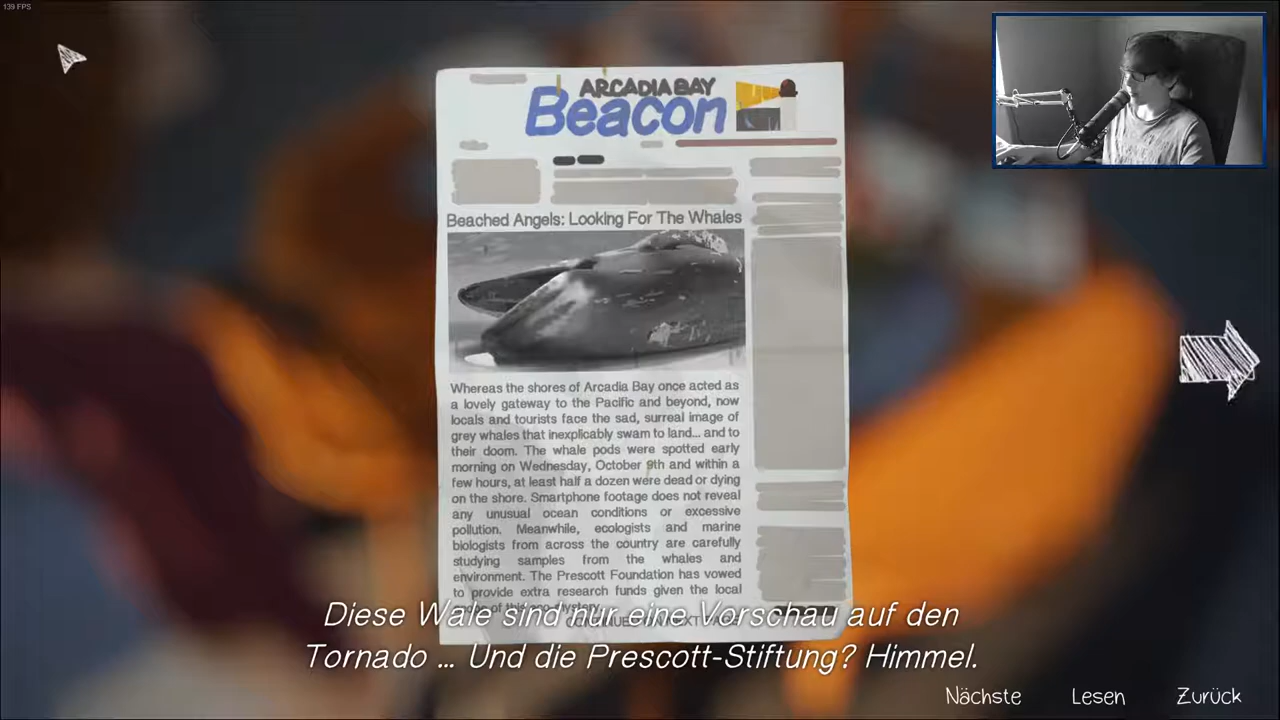 139 FPS
ARCADIA BAY
Beacon
Beached Angels: Looking For The Whales
Whereas the shores of Arcadia Bay once acted as
a lovely gateway to the Pacific and beyond, now
locals and tourists face the sad, surreal image of
grey whales that inexplicably swam to land... and to
their doom. The whale pods were spotted early
morning on Wednesday, October 9th and within a
few hours, at least half a dozen were dead or dying
on the shore. Smartphone footage does not reveal
any unusual ocean conditions or excessive
pollution. Meanwhile, ecologists and marine
biologists from across the country are carefully
studying samples from the whales and
environment. The Prescott Foundation has vowed
to provide extra research funds given the local
of this
Diese Wale sind nur eine Vorschau auf den
Tornado ... Und die Prescott-Stiftung? Himmel.
Nächste Lesen Zurück